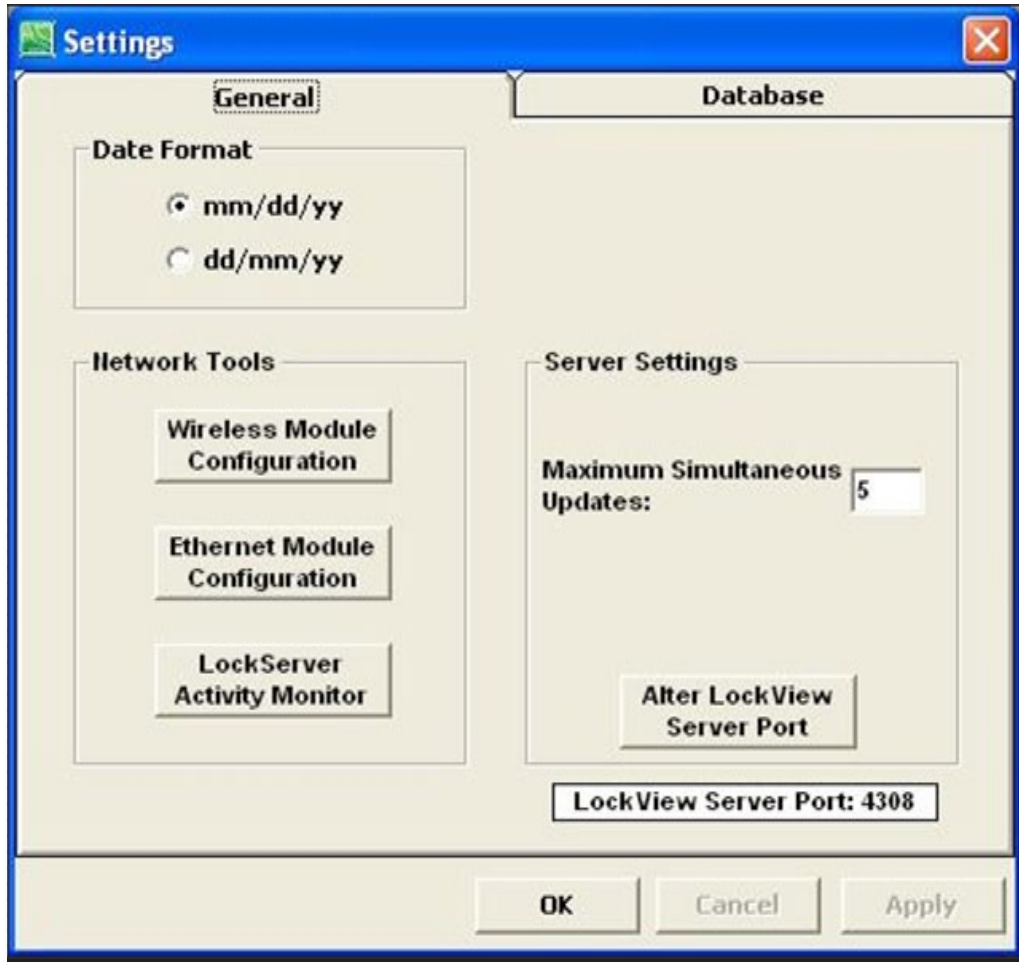 Settings
General
Database
Date Format
mm/dd/yy
dd/mm/yy
Network Tools
Wireless Module
Configuration
Ethernet Module
Configuration
LockServer
Activity Monitor
Server Settings
Maximum Simultaneous
Updates:
5
Alter LockView
Server Port
LockView Server Port: 4308
OK
Cancel
Apply